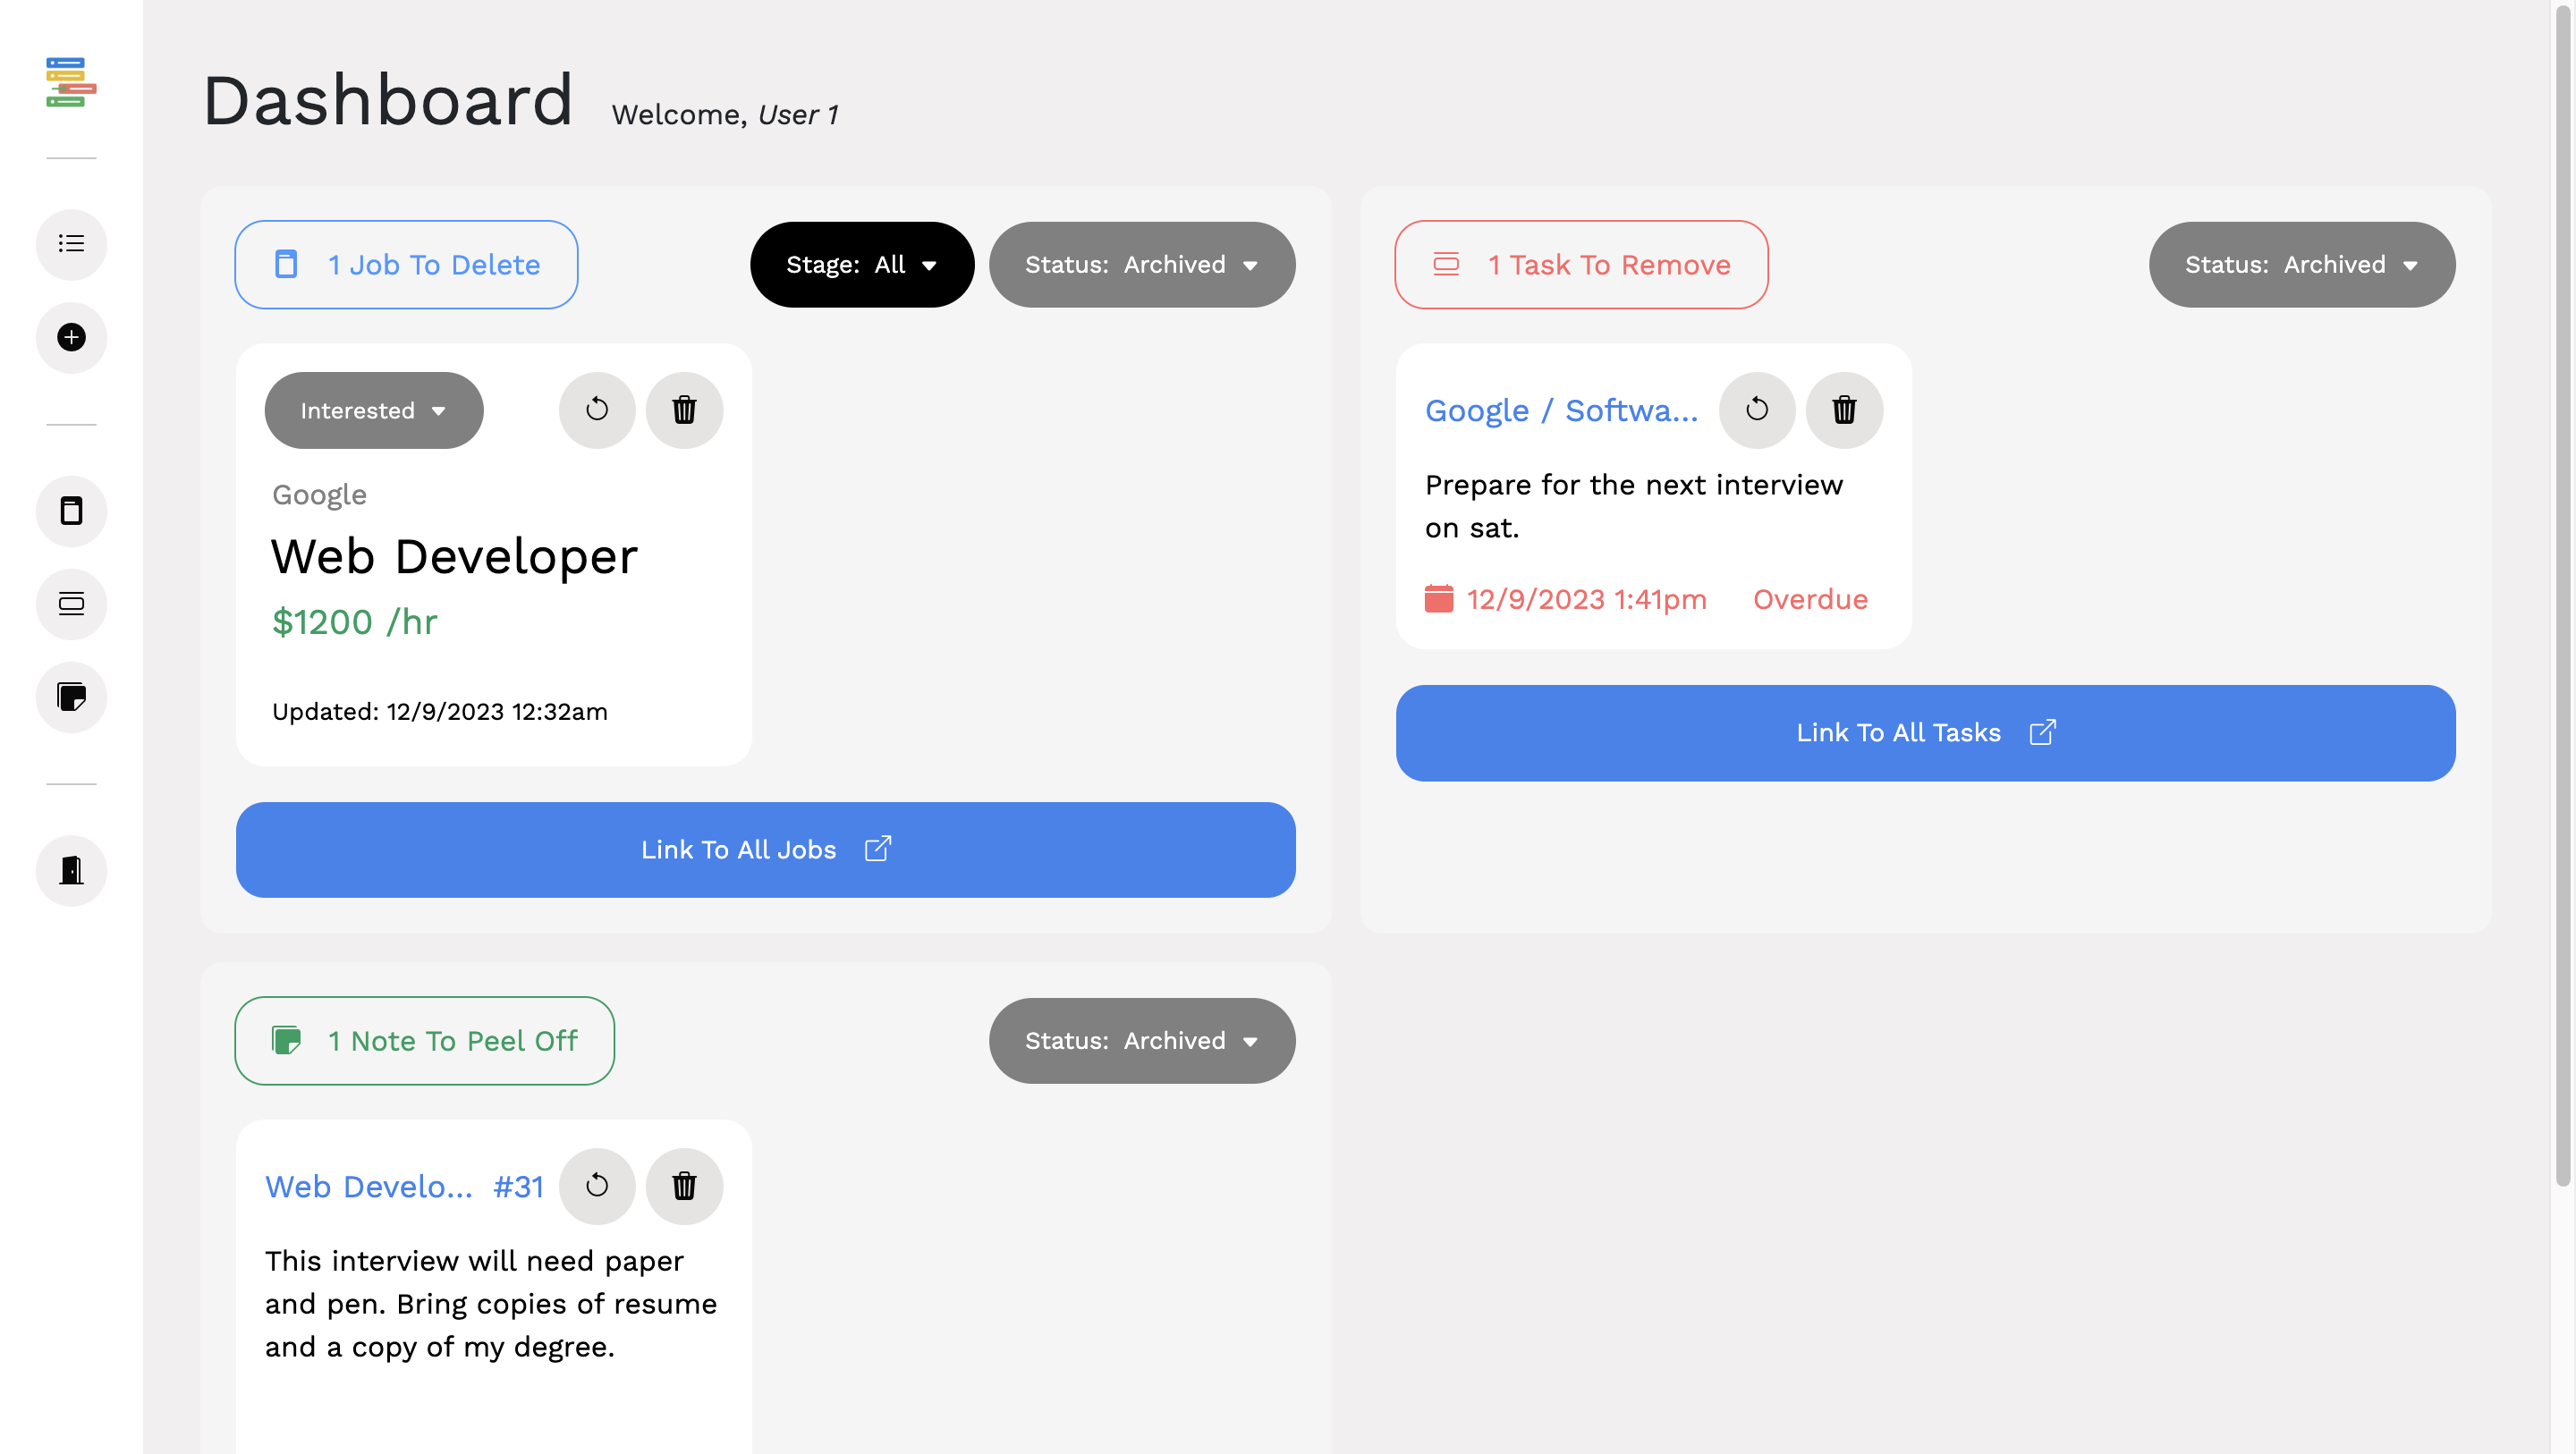 Dashboard Welcome, User 1
1 Job To Delete
Stage: All
Status: Archived
Interested
Google
Web Developer
$1200 /hr
Updated: 12/9/2023 12:32am
Link To All Jobs
1 Task To Remove
Status: Archived
Google / Softwa...
Prepare for the next interview
on sat.
12/9/2023 1:41pm Overdue
Link To All Tasks
1 Note To Peel Off
Status: Archived
Web Develo... #31
This interview will need paper
and pen. Bring copies of resume
and a copy of my degree.